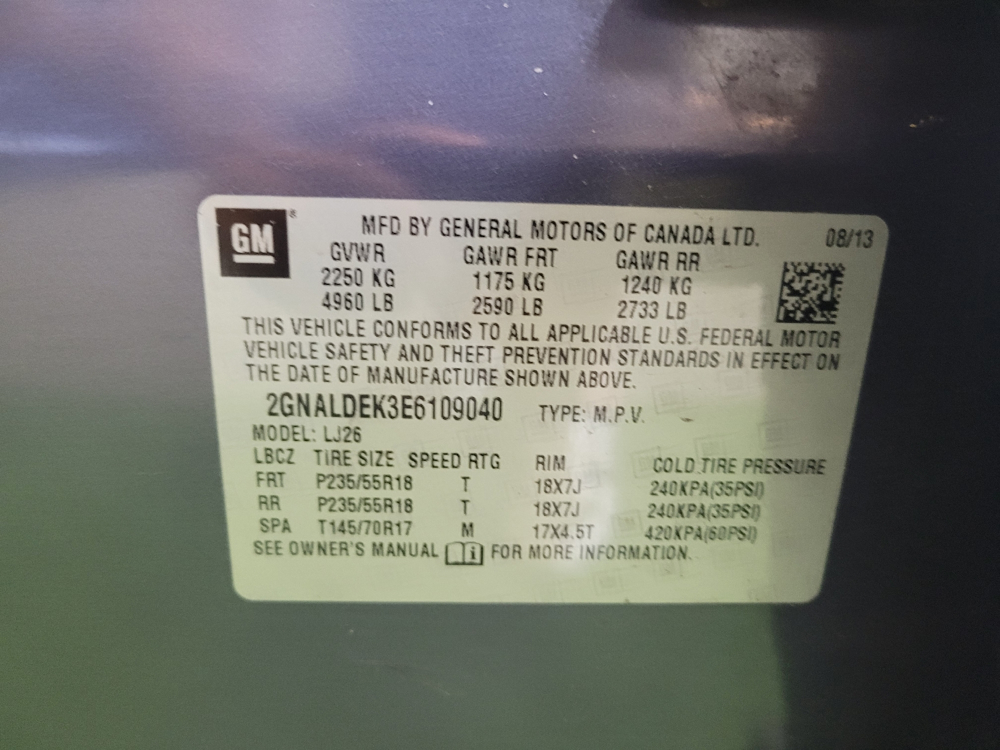 GM®
MFD BY GENERAL MOTORS OF CANADA LTD. 08/13
GVWR GAWR FRT GAWR RR
2250 KG 1175 KG 1240 KG
4960 LB 2590 LB 2733 LB
THIS VEHICLE CONFORMS TO ALL APPLICABLE U.S. FEDERAL MOTOR
VEHICLE SAFETY AND THEFT PREVENTION STANDARDS IN EFFECT ON
THE DATE OF MANUFACTURE SHOWN ABOVE.
2GNALDEK3E6109040 TYPE: M.P.V.
MODEL: LJ26
LBCZ TIRE SIZE SPEED RTG RIM COLD TIRE PRESSURE
FRT P235/55R18 T 18X7J 240KPA(35PSI)
RR P235/55R18 T 18X7J 240KPA(35PSI)
SPA T145/70R17 M 17X4.5T 420KPA(60PSI)
SEE OWNER'S MANUAL i FOR MORE INFORMATION.